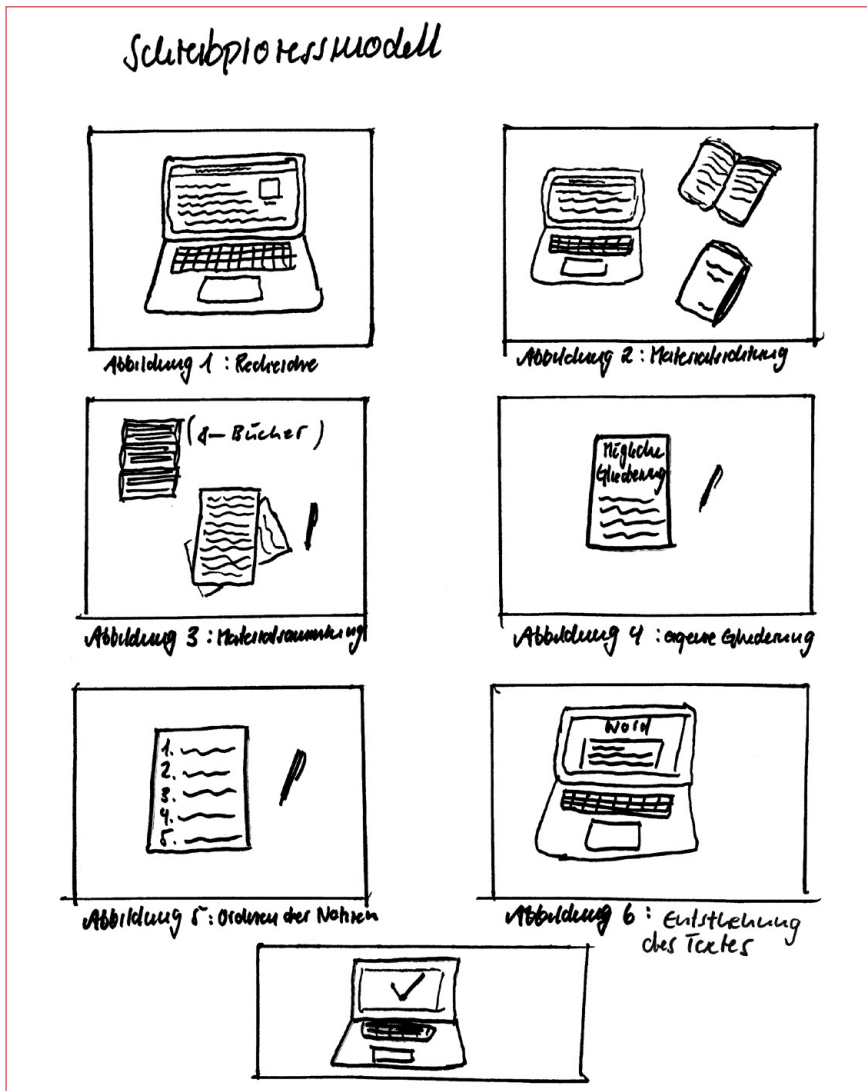 Schreibprozessmodell
Abbildung 1 : Recherche
Abbildung 2 : Materialsichtung
(8- Bücher)
Abbildung 3 : Materialsammlung
Mögliche
Gliederung
Abbildung 4 : eigene Gliederung
1.
2.
3.
4.
5.
Abbildung 5 : Ordnen der Notizen
Word
Abbildung 6 : Entstehung
des Textes